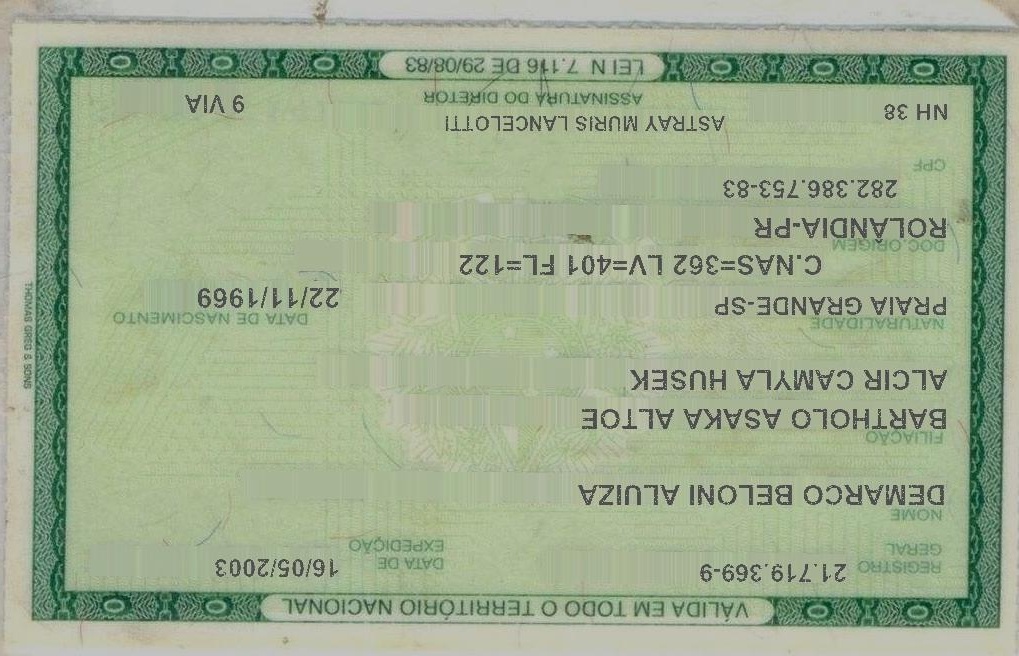 VÁLIDA EM TODO O TERRITÓRIO NACIONAL
REGISTRO GERAL 21.719.369-9 DATA DE EXPEDIÇÃO 16/05/2003
NOME
DEMARCO BELONI ALUIZA
FILIAÇÃO
BARTHOLO ASAKA ALTOE
ALCIR CAMYLA HUSEK
NATURALIDADE DATA DE NASCIMENTO
PRAIA GRANDE-SP 22/11/1969
C.NAS=362 LV=401 FL=122
DOC.ORIGEM
ROLÂNDIA-PR
282.386.753-83
CPF
NH 38 ASTRAY MURIS LANCELOTTI 9 VIA
ASSINATURA DO DIRETOR
LEI N 7.116 DE 29/08/83
THOMAS GREG & SONS